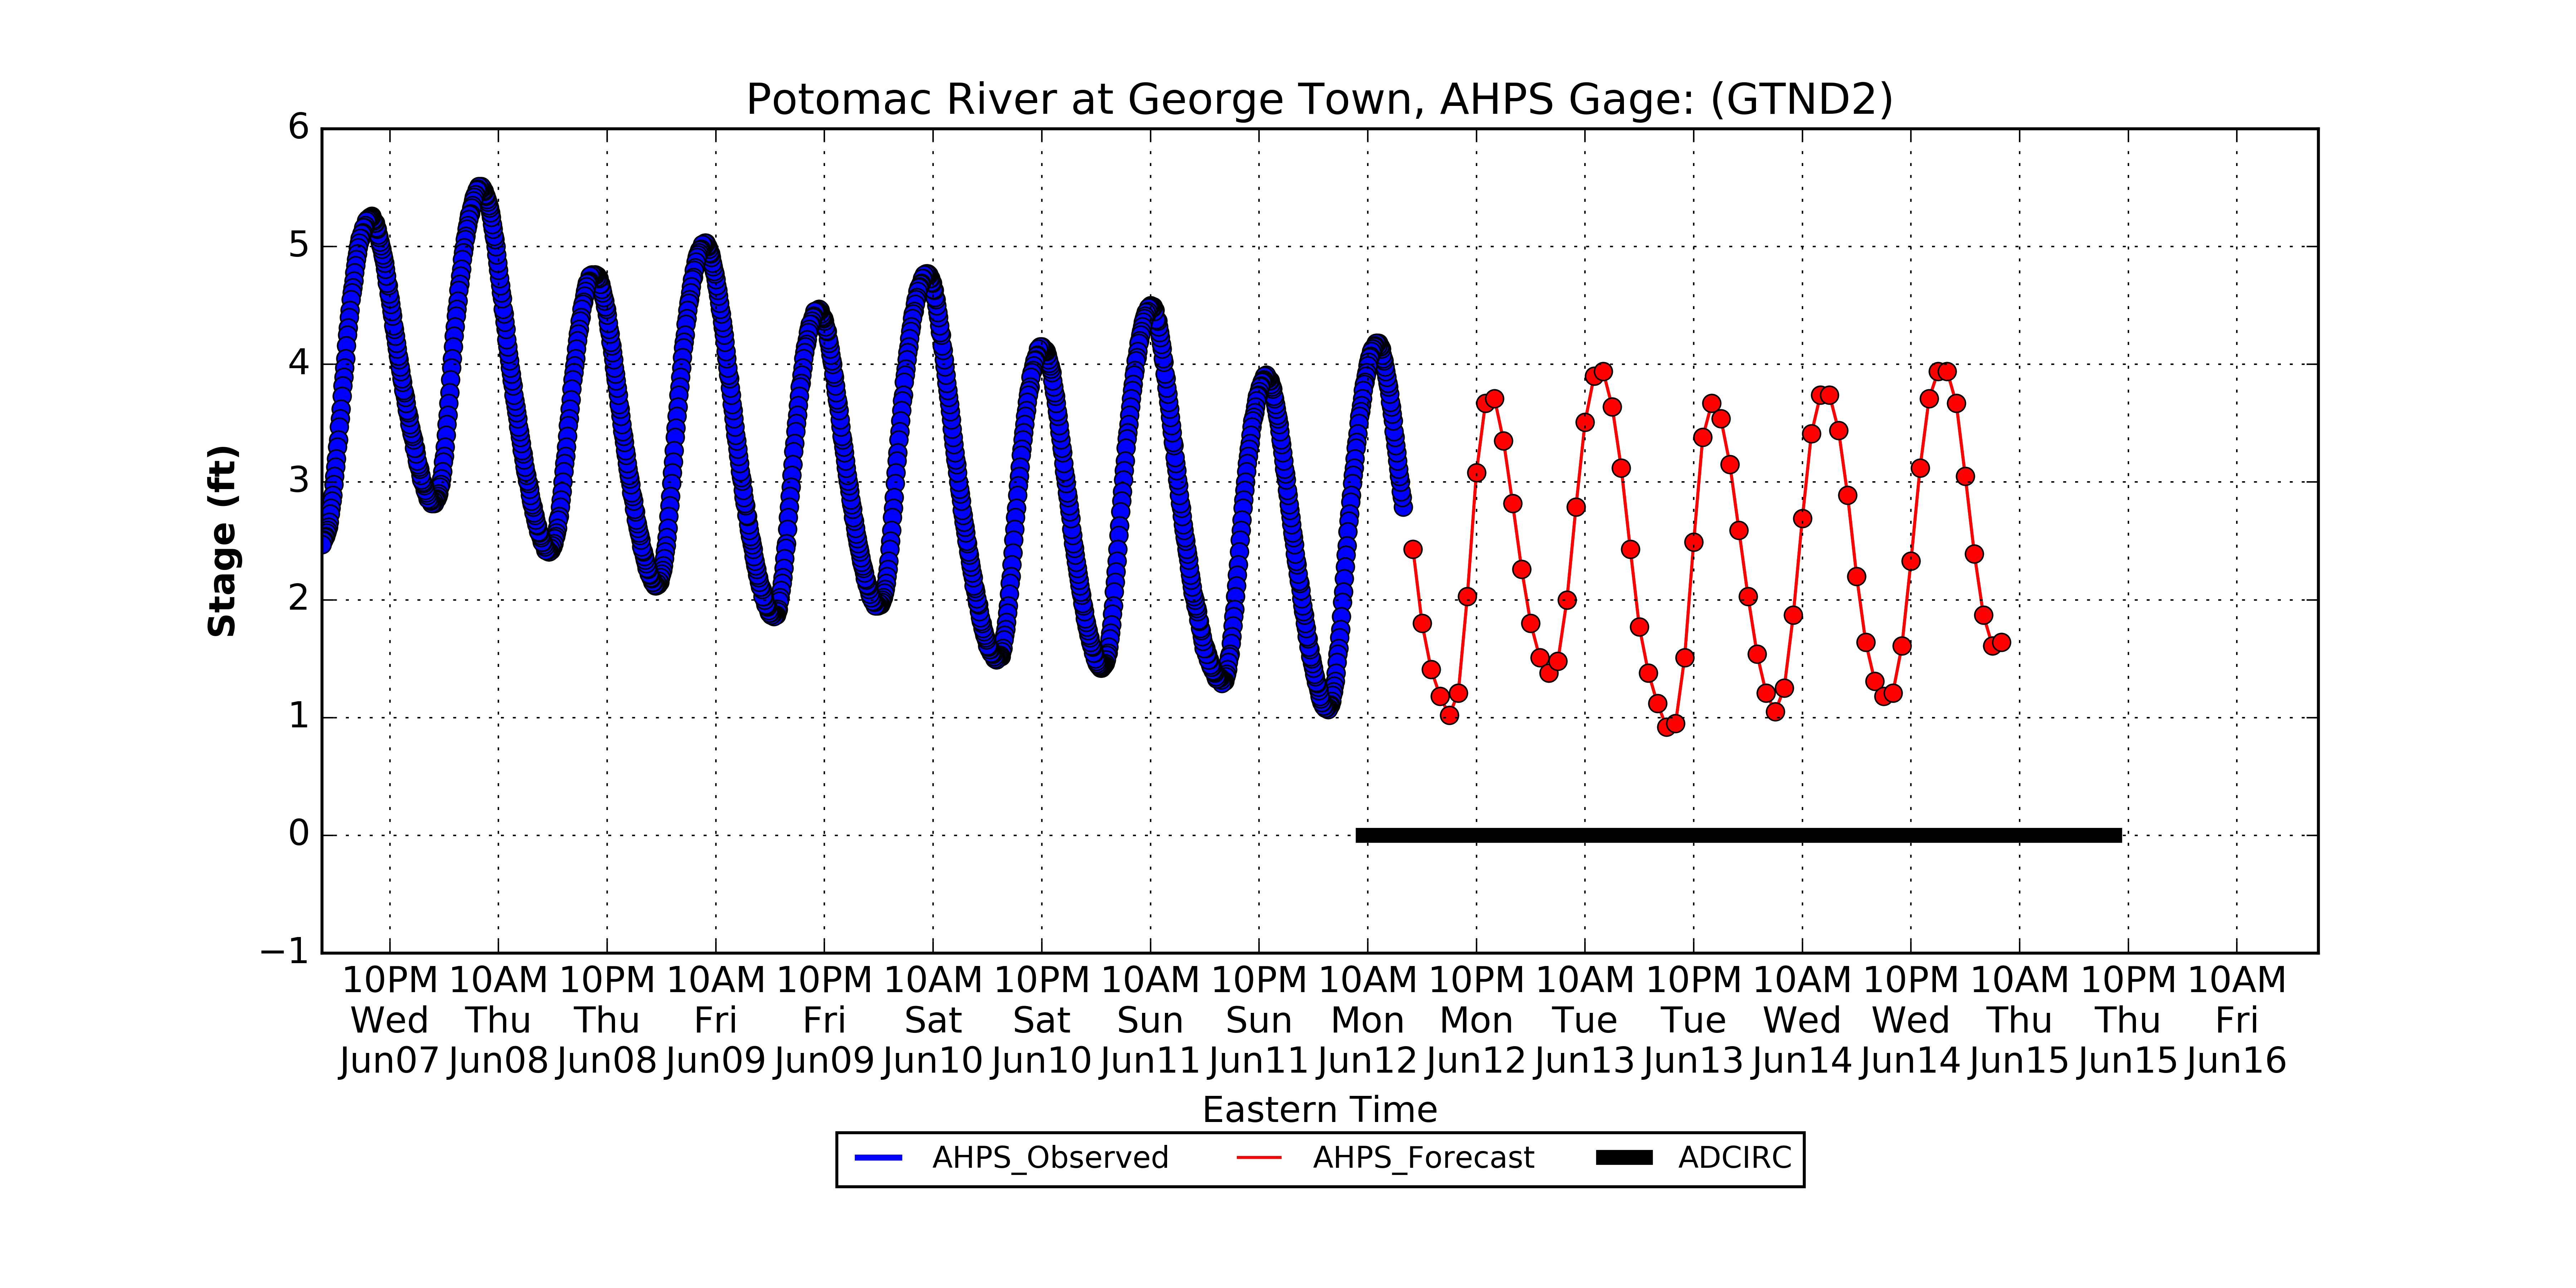 Potomac River at George Town, AHPS Gage: (GTND2)
6
5
4
3
2
1
0
−1
Stage (ft)
10PM 10AM 10PM 10AM 10PM 10AM 10PM 10AM 10PM 10AM 10PM 10AM 10PM 10AM 10PM 10AM 10PM 10AM
Wed Thu Thu Fri Fri Sat Sat Sun Sun Mon Mon Tue Tue Wed Wed Thu Thu Fri
Jun07 Jun08 Jun08 Jun09 Jun09 Jun10 Jun10 Jun11 Jun11 Jun12 Jun12 Jun13 Jun13 Jun14 Jun14 Jun15 Jun15 Jun16
Eastern Time
AHPS_Observed AHPS_Forecast ADCIRC